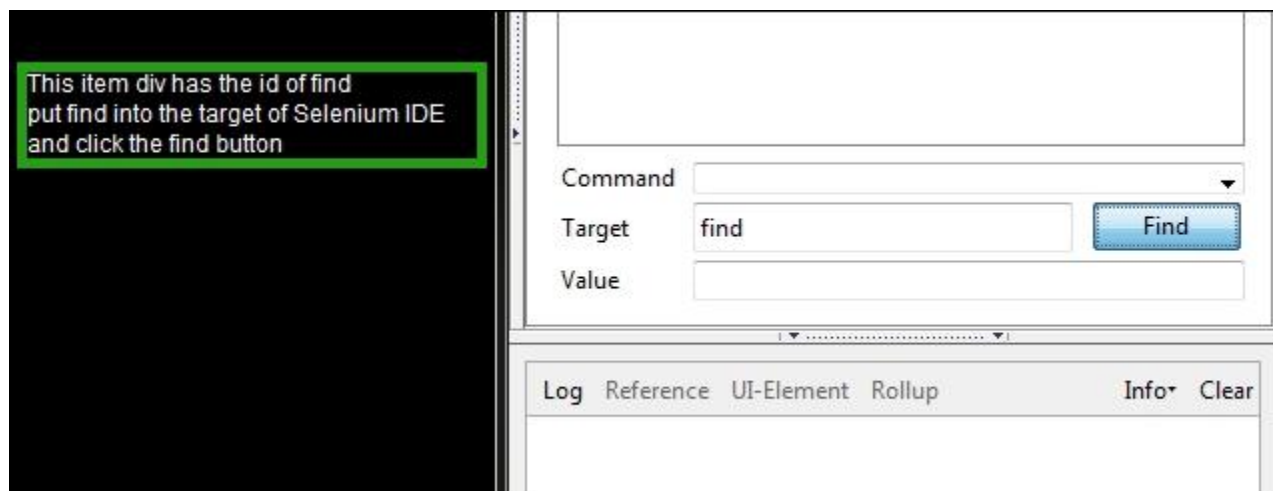 This item div has the id of find
put find into the target of Selenium IDE
and click the find button
Command
Target find Find
Value
Log Reference UI-Element Rollup Info Clear